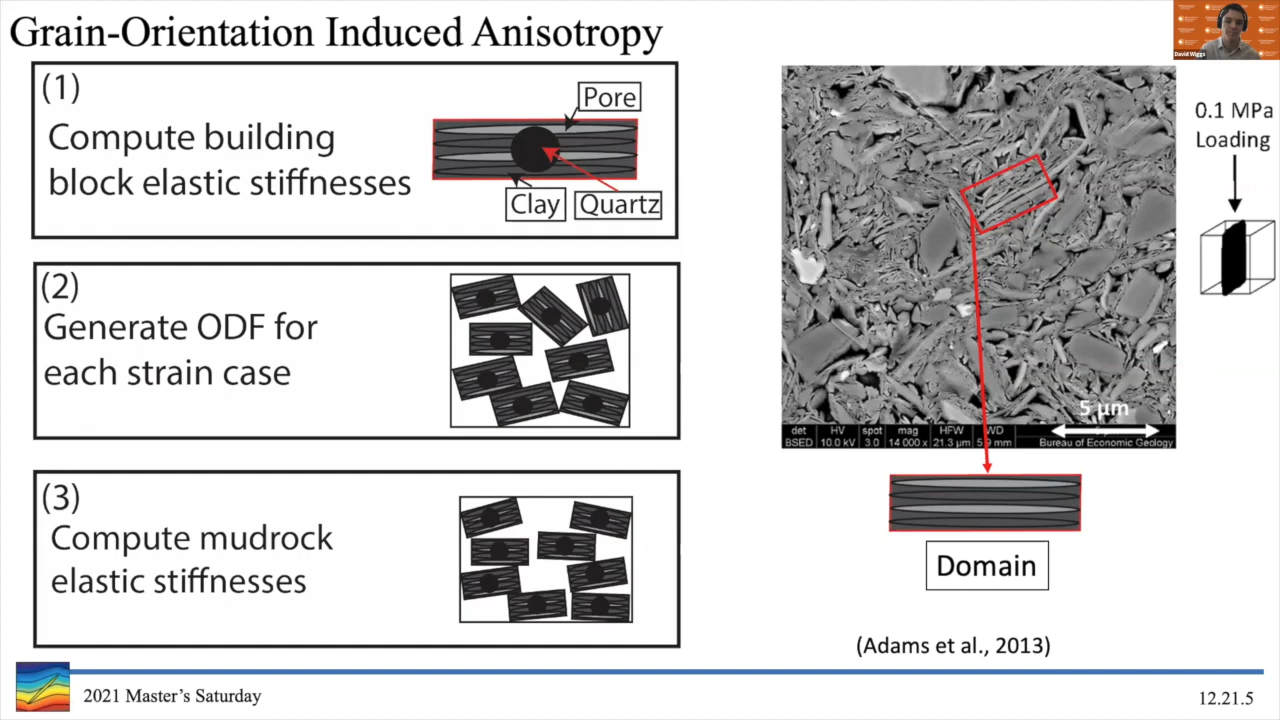 Grain-Orientation Induced Anisotropy
David Wiggs
(1)
Compute building
block elastic stiffnesses
Pore
Clay
Quartz
(2)
Generate ODF for
each strain case
(3)
Compute mudrock
elastic stiffnesses
0.1 MPa
Loading
5 µm
det HV spot mag HFW WD
BSED 10.0 kV 3.0 14 000 x 21.3 µm 5.9 mm Bureau of Economic Geology
Domain
(Adams et al., 2013)
2021 Master's Saturday
12.21.5